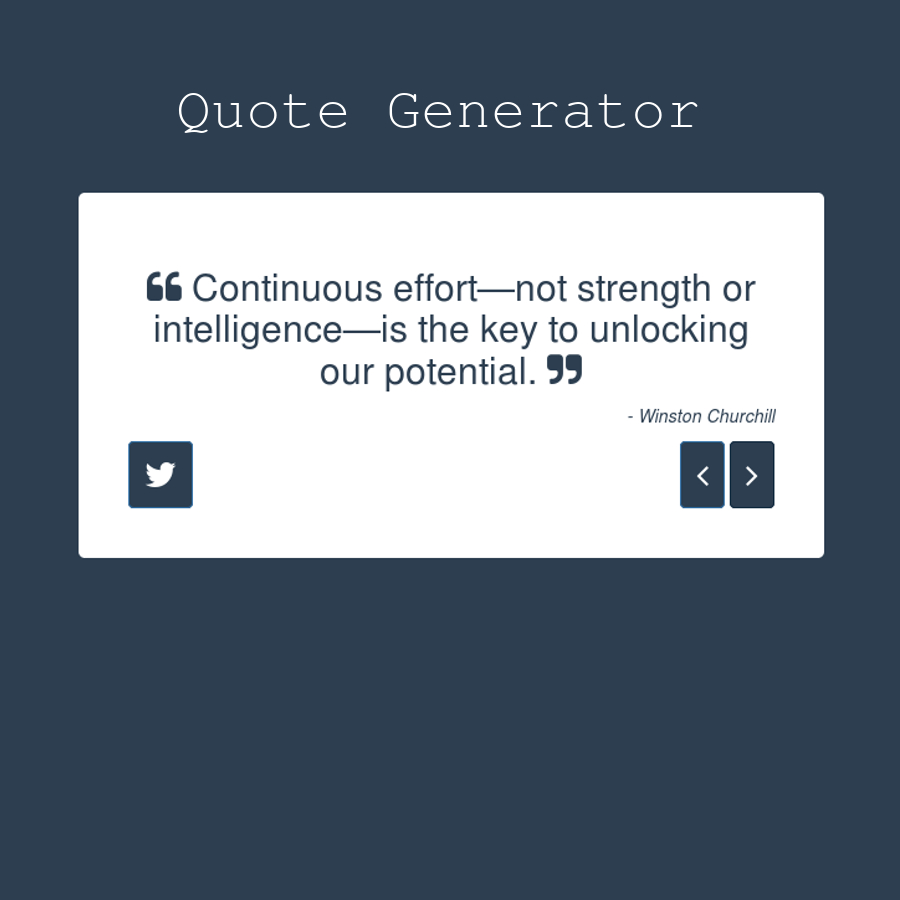 Quote Generator
❝ Continuous effort—not strength or
intelligence—is the key to unlocking
our potential. ❞
- Winston Churchill